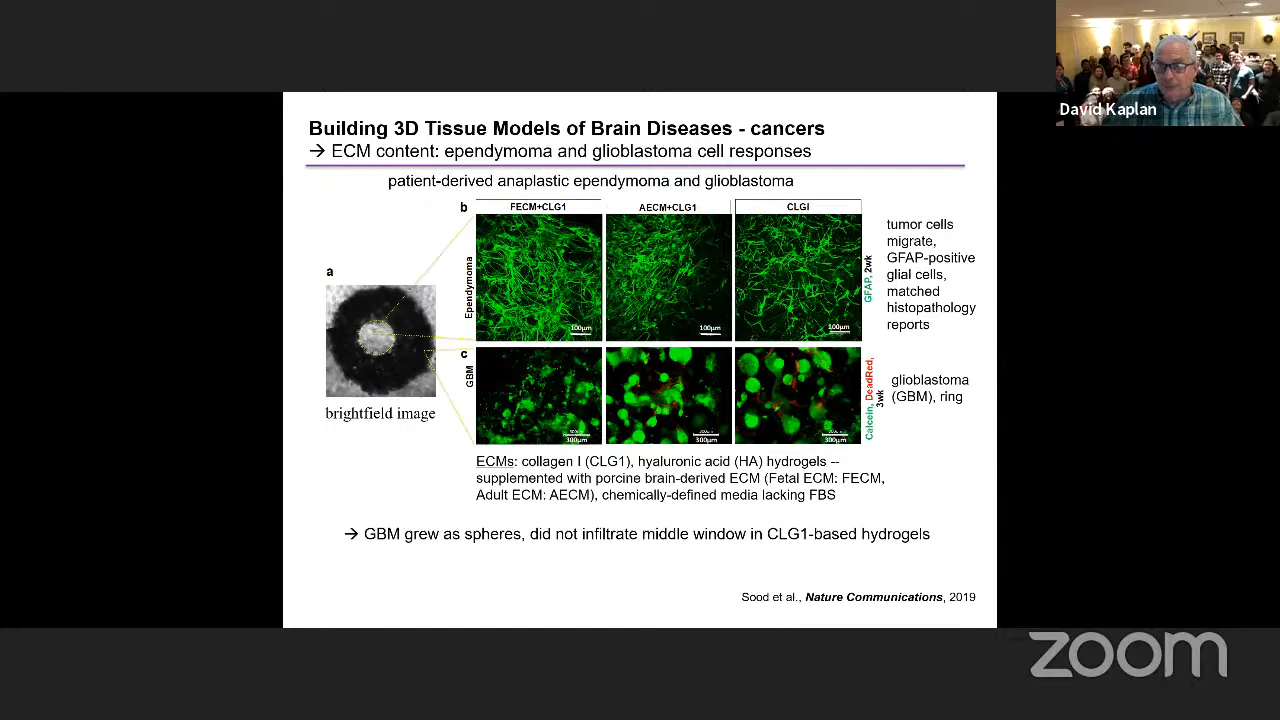 David Kaplan
Building 3D Tissue Models of Brain Diseases - cancers
→ ECM content: ependymoma and glioblastoma cell responses
patient-derived anaplastic ependymoma and glioblastoma
b
FECM+CLG1
AECM+CLG1
CLGI
a
Ependymoma
100μm
100μm
100μm
GFAP, 2wk
tumor cells
migrate,
GFAP-positive
glial cells,
matched
histopathology
reports
brightfield image
c
GBM
300μm
300μm
300μm
Calcein, DeadRed,
3wk
glioblastoma
(GBM), ring
ECMs: collagen I (CLG1), hyaluronic acid (HA) hydrogels --
supplemented with porcine brain-derived ECM (Fetal ECM: FECM,
Adult ECM: AECM), chemically-defined media lacking FBS
→ GBM grew as spheres, did not infiltrate middle window in CLG1-based hydrogels
Sood et al., Nature Communications, 2019
zoom